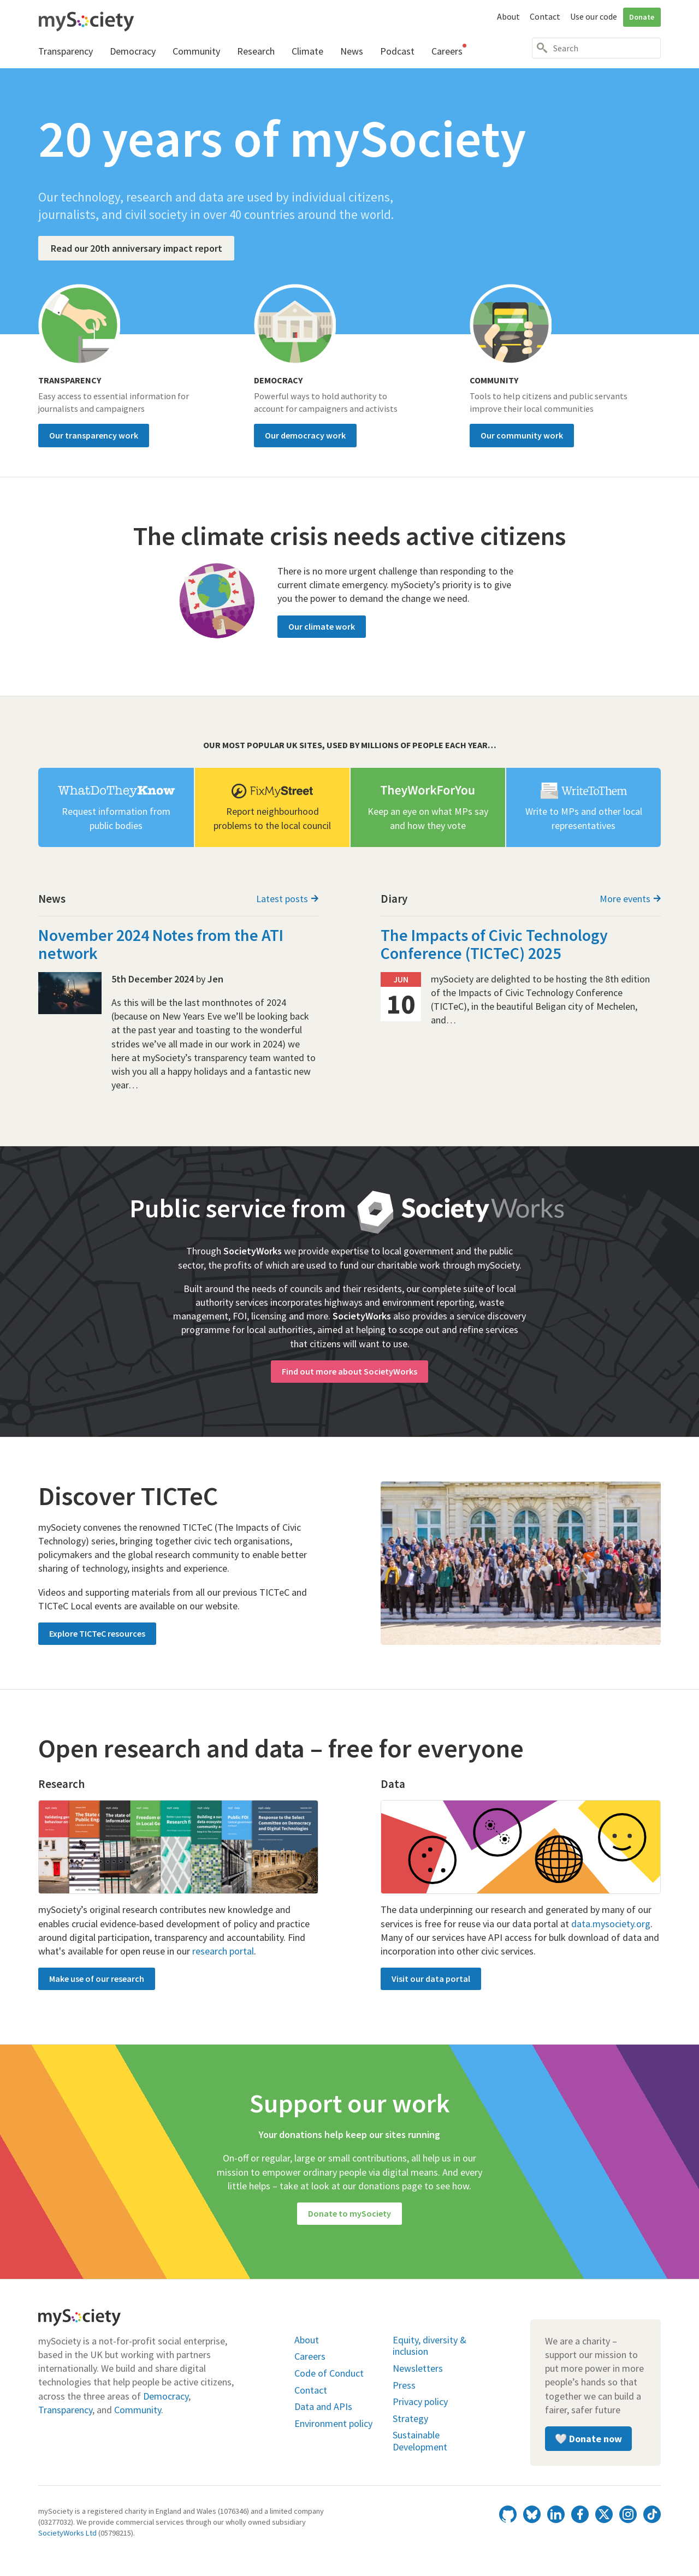 mySociety
About Contact Use our code Donate
Transparency Democracy Community Research Climate News Podcast Careers
Search
20 years of mySociety
Our technology, research and data are used by individual citizens,
journalists, and civil society in over 40 countries around the world.
Read our 20th anniversary impact report
TRANSPARENCY
Easy access to essential information for
journalists and campaigners
Our transparency work
DEMOCRACY
Powerful ways to hold authority to
account for campaigners and activists
Our democracy work
COMMUNITY
Tools to help citizens and public servants
improve their local communities
Our community work
The climate crisis needs active citizens
There is no more urgent challenge than responding to the
current climate emergency. mySociety’s priority is to give
you the power to demand the change we need.
Our climate work
OUR MOST POPULAR UK SITES, USED BY MILLIONS OF PEOPLE EACH YEAR…
WhatDoTheyKnow
Request information from
public bodies
FixMyStreet
Report neighbourhood
problems to the local council
TheyWorkForYou
Keep an eye on what MPs say
and how they vote
WriteToThem
Write to MPs and other local
representatives
News
Latest posts
November 2024 Notes from the ATI
network
5th December 2024 by Jen
As this will be the last monthnotes of 2024
(because on New Years Eve we’ll be looking back
at the past year and toasting to the wonderful
strides we’ve all made in our work in 2024) we
here at mySociety’s transparency team wanted to
wish you all a happy holidays and a fantastic new
year…
Diary
More events
The Impacts of Civic Technology
Conference (TICTeC) 2025
JUN
10
mySociety are delighted to be hosting the 8th edition
of the Impacts of Civic Technology Conference
(TICTeC), in the beautiful Beligan city of Mechelen,
and…
Public service from SocietyWorks
Through SocietyWorks we provide expertise to local government and the public
sector, the profits of which are used to fund our charitable work through mySociety.
Built around the needs of councils and their residents, our complete suite of local
authority services incorporates highways and environment reporting, waste
management, FOI, licensing and more. SocietyWorks also provides a service discovery
programme for local authorities, aimed at helping to scope out and refine services
that citizens will want to use.
Find out more about SocietyWorks
Discover TICTeC
mySociety convenes the renowned TICTeC (The Impacts of Civic
Technology) series, bringing together civic tech organisations,
policymakers and the global research community to enable better
sharing of technology, insights and experience.
Videos and supporting materials from all our previous TICTeC and
TICTeC Local events are available on our website.
Explore TICTeC resources
Open research and data – free for everyone
Research
Response to the Select
Committee on Democracy
and Digital Technologies
mySociety’s original research contributes new knowledge and
enables crucial evidence-based development of policy and practice
around digital participation, transparency and accountability. Find
what's available for open reuse in our research portal.
Make use of our research
Data
The data underpinning our research and generated by many of our
services is free for reuse via our data portal at data.mysociety.org.
Many of our services have API access for bulk download of data and
incorporation into other civic services.
Visit our data portal
Support our work
Your donations help keep our sites running
On-off or regular, large or small contributions, all help us in our
mission to empower ordinary people via digital means. And every
little helps – take at look at our donations page to see how.
Donate to mySociety
mySociety
mySociety is a not-for-profit social enterprise,
based in the UK but working with partners
internationally. We build and share digital
technologies that help people be active citizens,
across the three areas of Democracy,
Transparency, and Community.
About
Careers
Code of Conduct
Contact
Data and APIs
Environment policy
Equity, diversity &
inclusion
Newsletters
Press
Privacy policy
Strategy
Sustainable
Development
We are a charity –
support our mission to
put more power in more
people’s hands so that
together we can build a
fairer, safer future
Donate now
mySociety is a registered charity in England and Wales (1076346) and a limited company
(03277032). We provide commercial services through our wholly owned subsidiary
SocietyWorks Ltd (05798215).